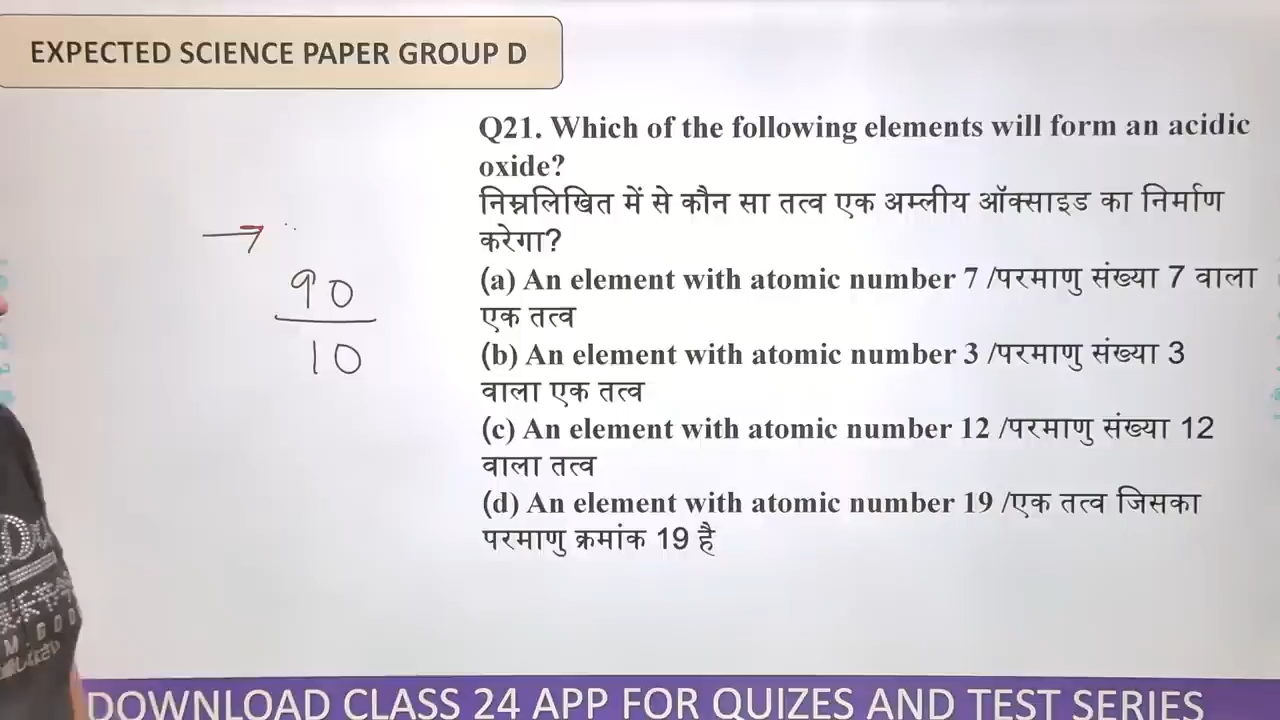 EXPECTED SCIENCE PAPER GROUP D
Q21. Which of the following elements will form an acidic
oxide?
निम्नलिखित में से कौन सा तत्व एक अम्लीय ऑक्साइड का निर्माण
करेगा?
(a) An element with atomic number 7 /परमाणु संख्या 7 वाला
एक तत्व
(b) An element with atomic number 3 /परमाणु संख्या 3
वाला एक तत्व
(c) An element with atomic number 12 /परमाणु संख्या 12
वाला तत्व
(d) An element with atomic number 19 /एक तत्व जिसका
परमाणु क्रमांक 19 है
90
10
DOWNLOAD CLASS 24 APP FOR QUIZES AND TEST SERIES